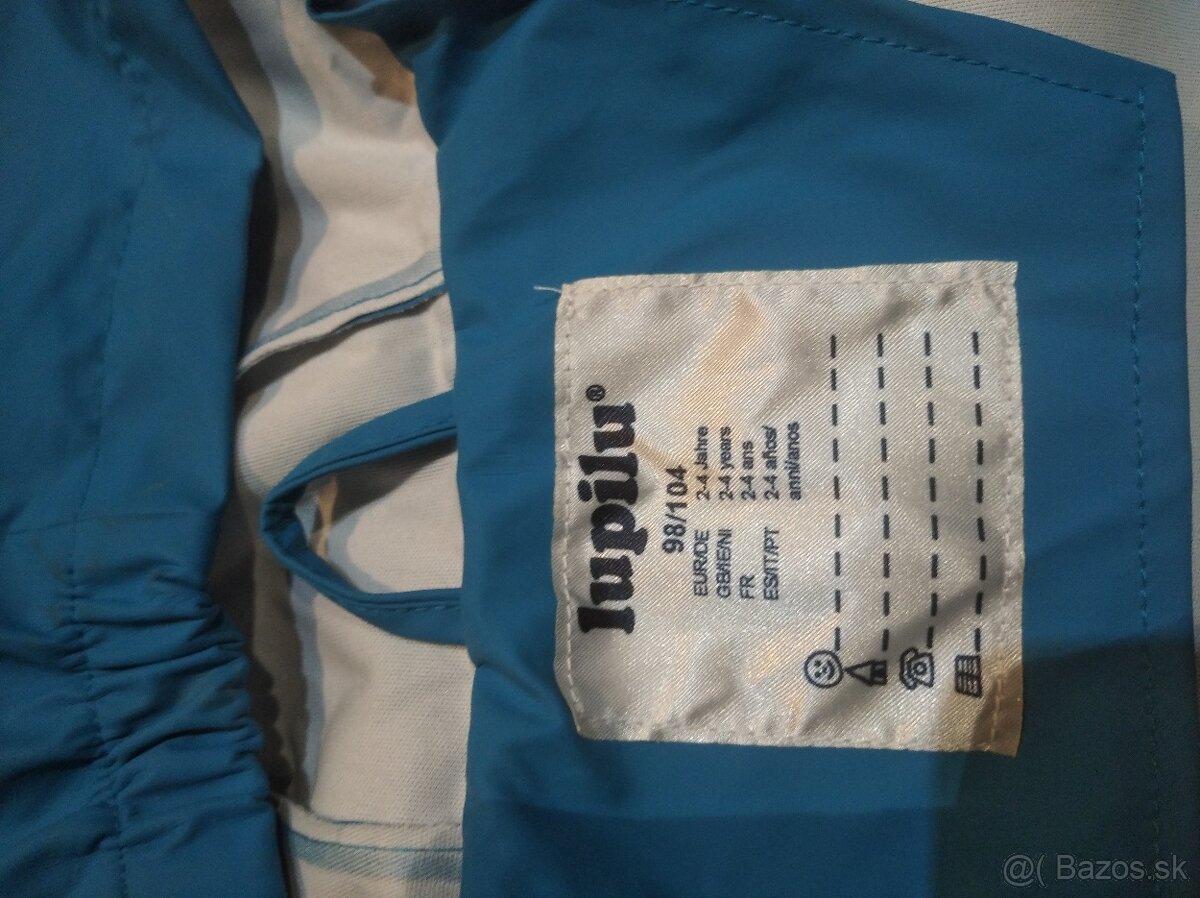 lupilu®
98/104
EUR/DE 2-4 Jahre
GB/IE/NI 2-4 years
FR 2-4 ans
ES/IT/PT 2-4 años/
anni/anos
@( Bazos.sk